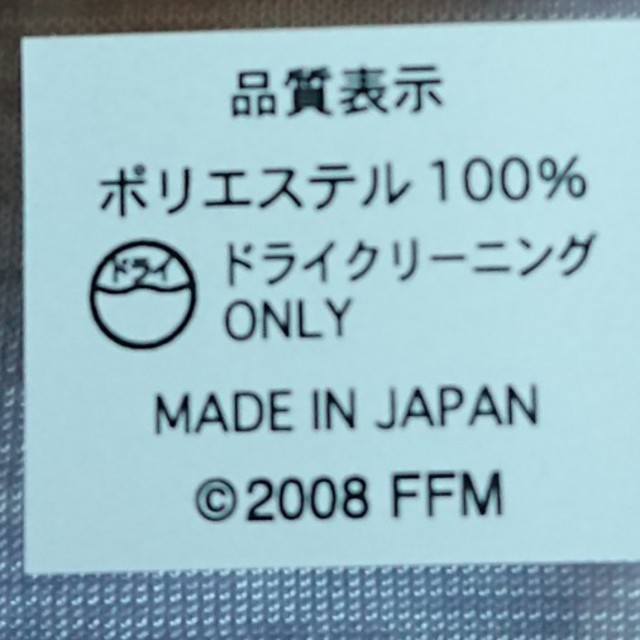 品質表示
ポリエステル 100%
ドライ
ドライクリーニング
ONLY
MADE IN JAPAN
©2008 FFM